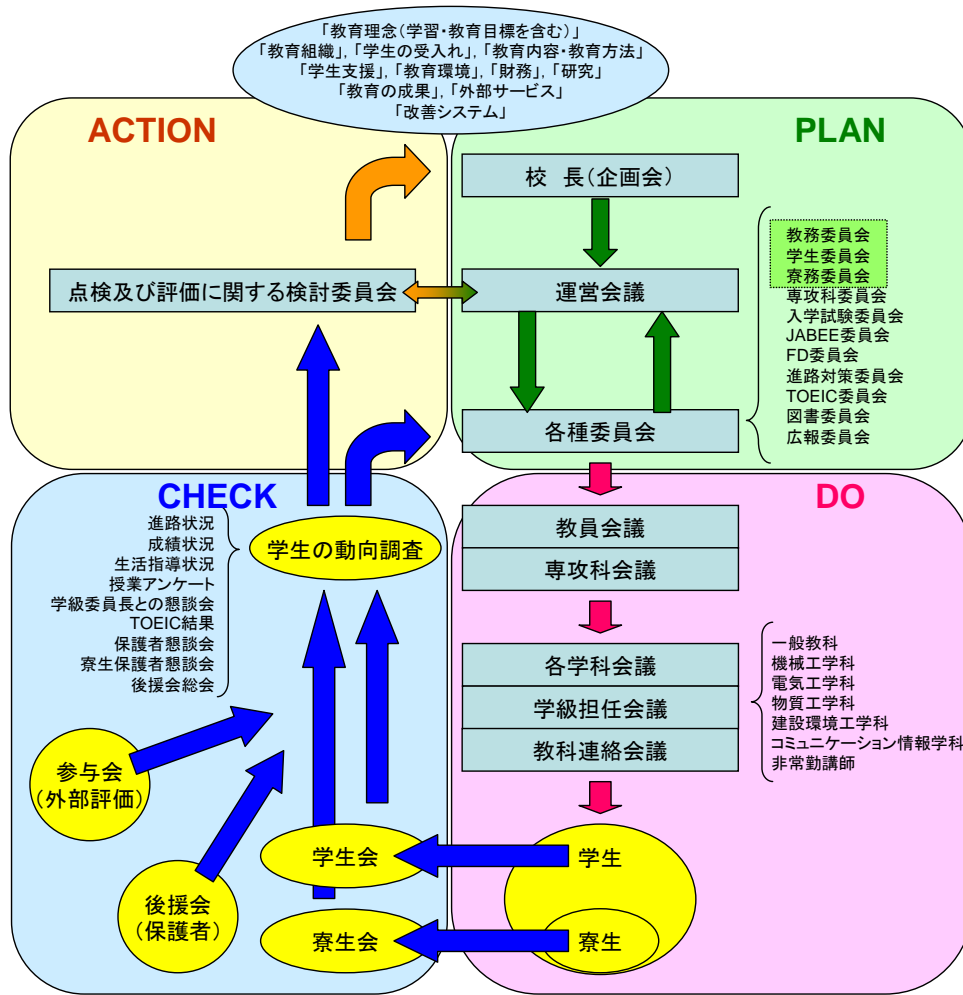 「教育理念(学習・教育目標を含む)」
「教育組織」, 「学生の受入れ」, 「教育内容・教育方法」
「学生支援」, 「教育環境」, 「財務」, 「研究」
「教育の成果」, 「外部サービス」
「改善システム」
ACTION
PLAN
校 長(企画会)
点検及び評価に関する検討委員会
運営会議
各種委員会
教務委員会
学生委員会
寮務委員会
専攻科委員会
入学試験委員会
JABEE委員会
FD委員会
進路対策委員会
TOEIC委員会
図書委員会
広報委員会
CHECK
進路状況
成績状況
生活指導状況
授業アンケート
学級委員長との懇談会
TOEIC結果
保護者懇談会
寮生保護者懇談会
後援会総会
学生の動向調査
参与会
(外部評価)
後援会
(保護者)
学生会
寮生会
DO
教員会議
専攻科会議
各学科会議
学級担任会議
教科連絡会議
一般教科
機械工学科
電気工学科
物質工学科
建設環境工学科
コミュニケーション情報学科
非常勤講師
学生
寮生